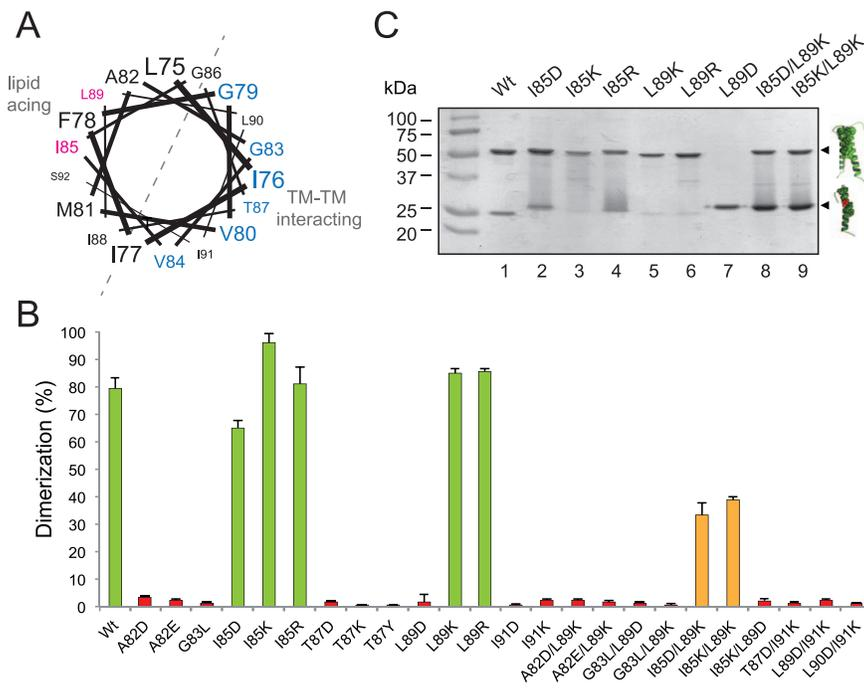 A
L75
A82
G86
G79
L89
lipid
acing
F78
L90
I85
G83
I76
S92
TM-TM
interacting
M81
T87
V80
I88
I77
I91
V84
C
kDa
Wt
I85D
I85K
I85R
L89K
L89R
L89D
I85D/L89K
I85K/L89K
100
75
50
37
25
20
1 2 3 4 5 6 7 8 9
B
Dimerization (%)
100
90
80
70
60
50
40
30
20
10
0
Wt
A82D
A82E
G83L
I85D
I85K
I85R
T87D
T87K
T87Y
L89D
L89K
L89R
I91D
I91K
A82D/L89K
A82E/L89K
G83L/L89D
G83L/L89K
I85D/L89K
I85K/L89K
I85K/L89D
T87D/I91K
L89D/I91K
L90D/I91K